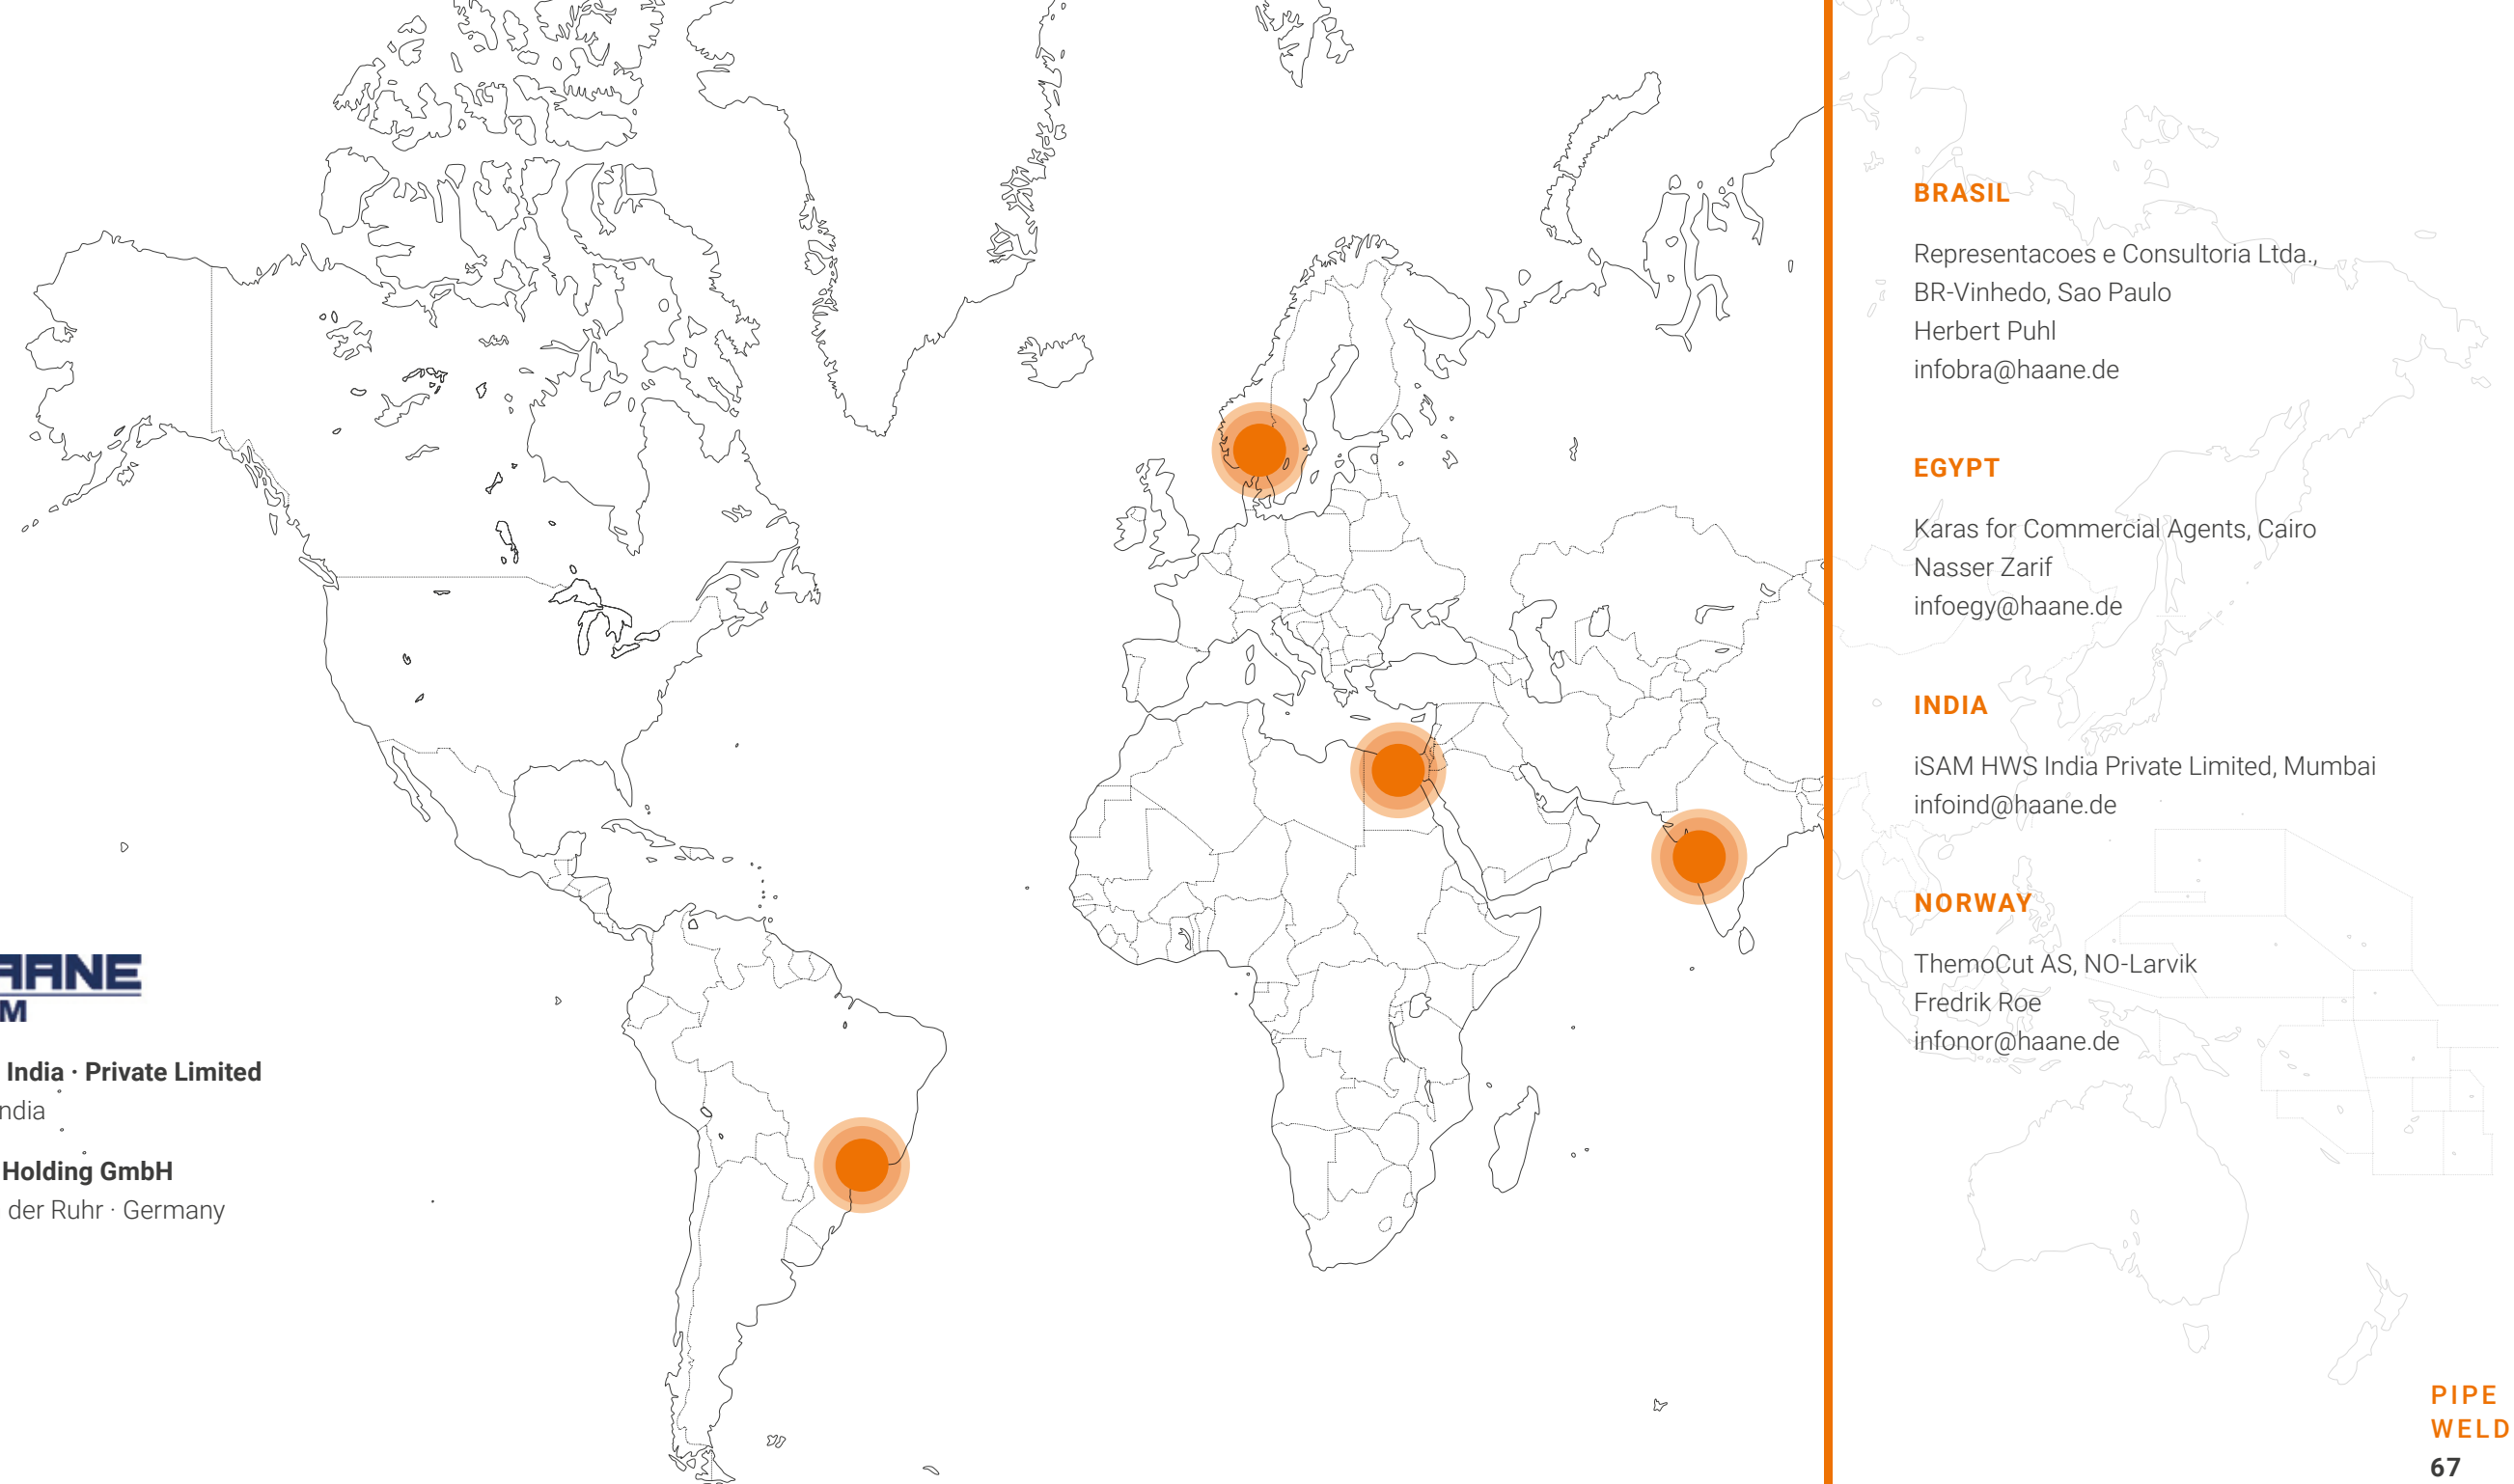 AANE
M
India · Private Limited
ndia
Holding GmbH
der Ruhr · Germany
BRASIL
Representacoes e Consultoria Ltda.,
BR-Vinhedo, Sao Paulo
Herbert Puhl
infobra@haane.de
EGYPT
Karas for Commercial Agents, Cairo
Nasser Zarif
infoegy@haane.de
INDIA
iSAM HWS India Private Limited, Mumbai
infoind@haane.de
NORWAY
ThemoCut AS, NO-Larvik
Fredrik Roe
infonor@haane.de
PIPE
WELD
67